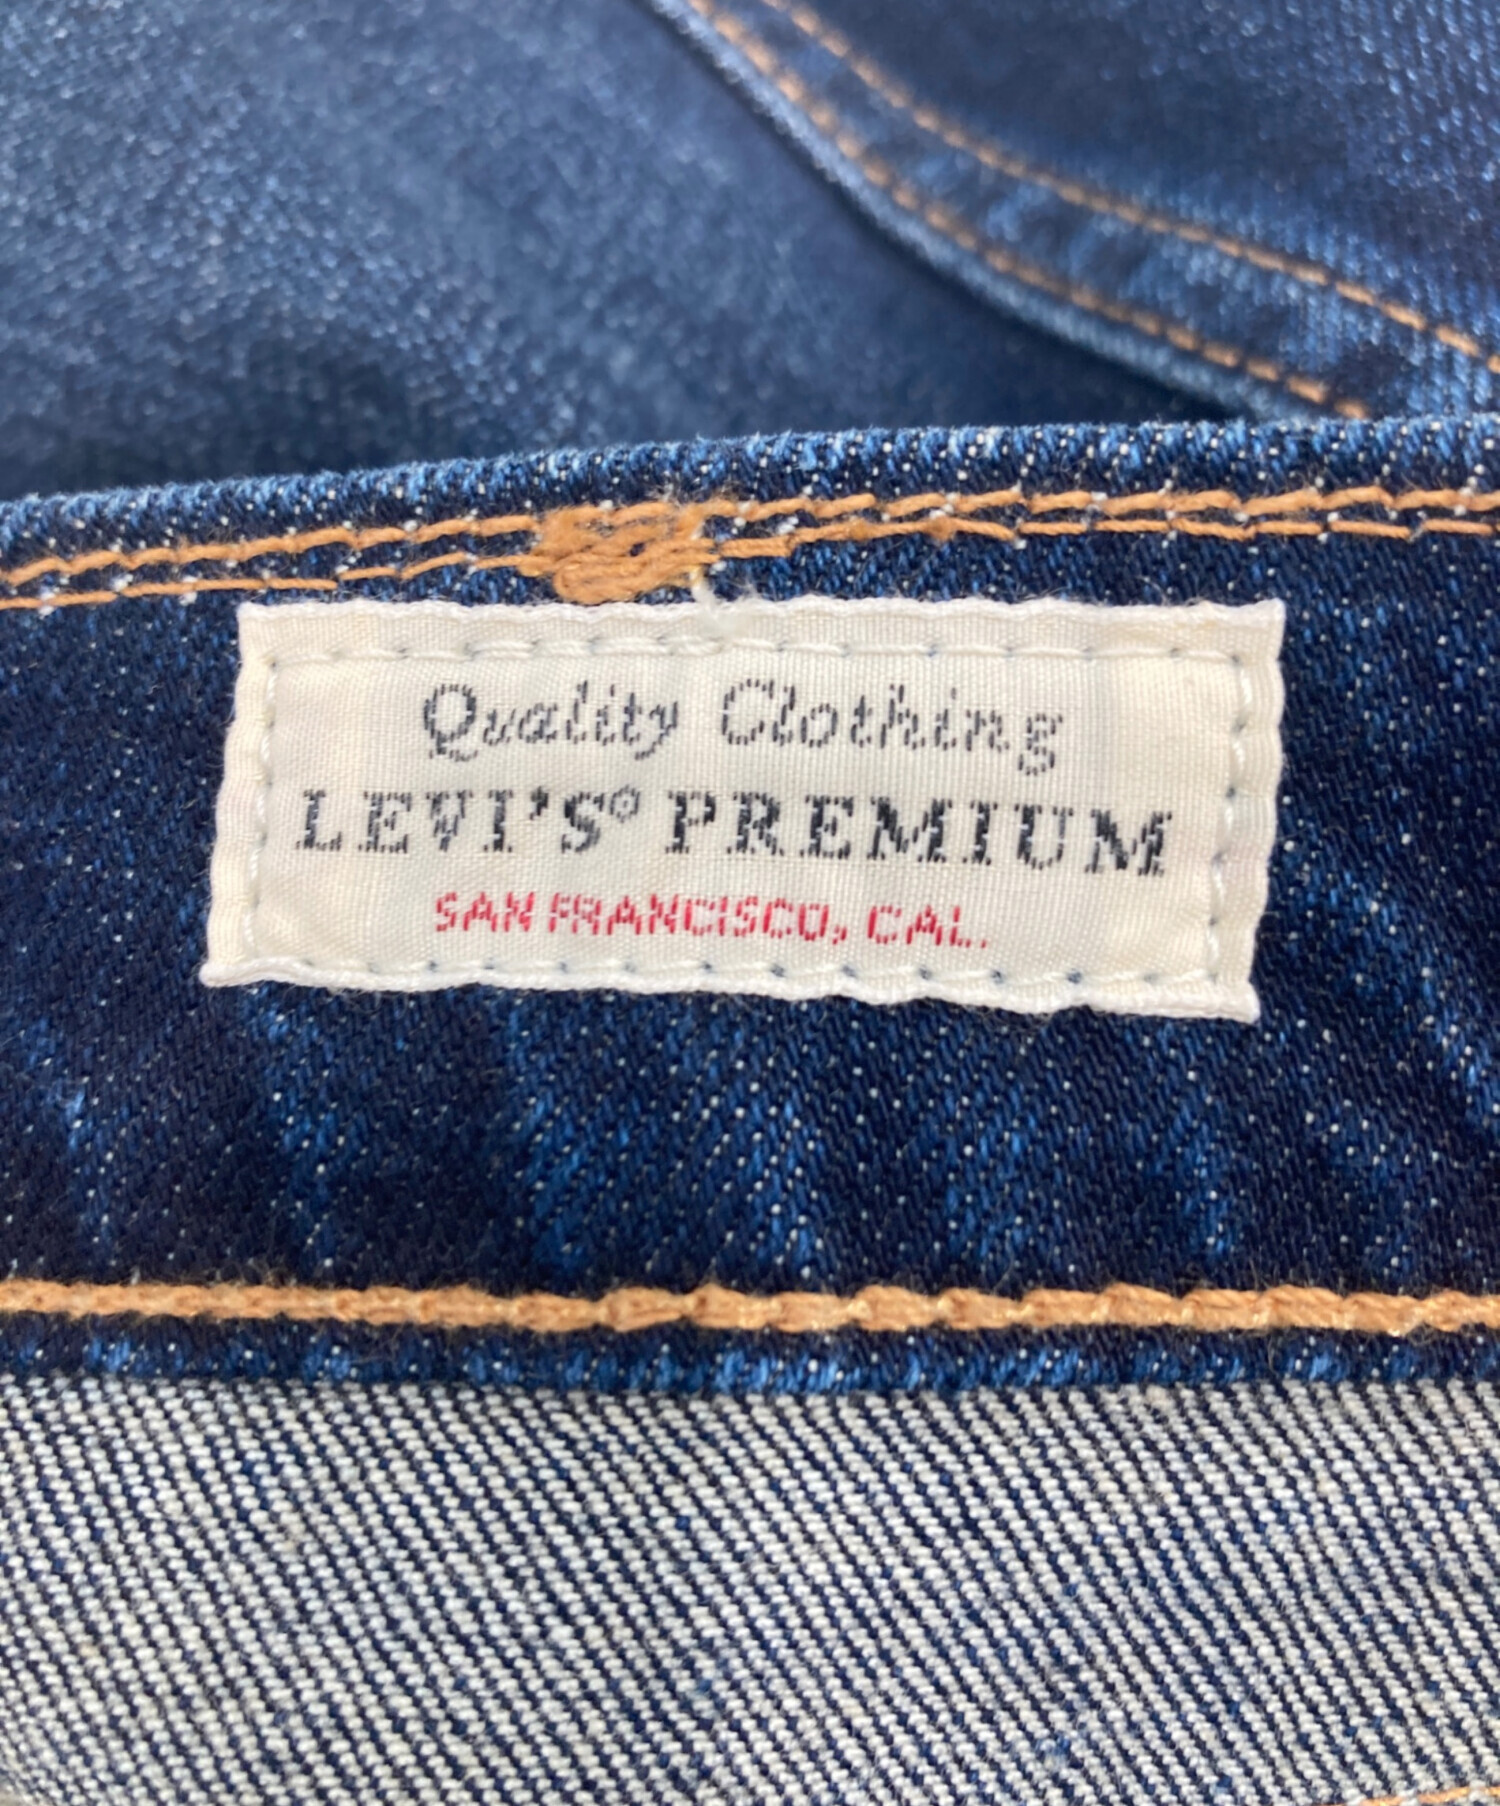 Quality Clothing
LEVI'S® PREMIUM
SAN FRANCISCO, CAL.